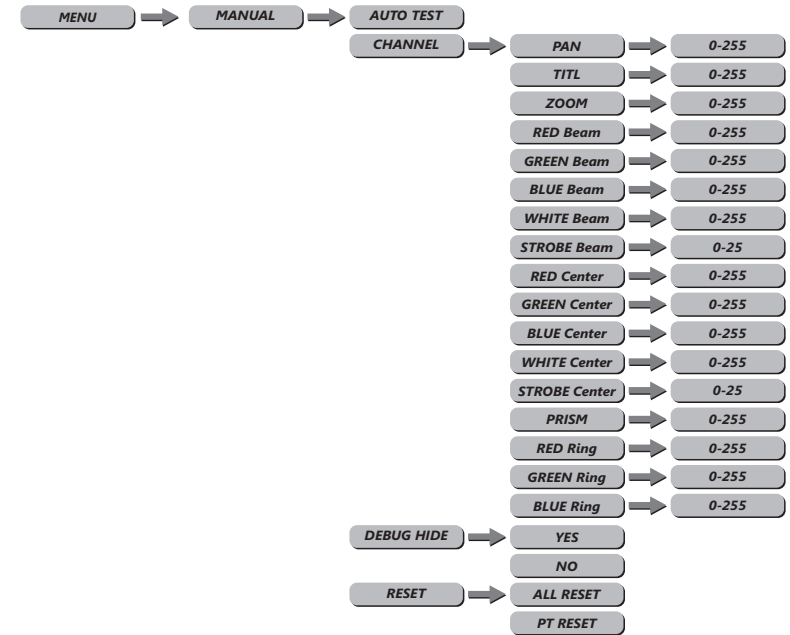 MENU MANUAL AUTO TEST
CHANNEL PAN 0-255
TITL 0-255
ZOOM 0-255
RED Beam 0-255
GREEN Beam 0-255
BLUE Beam 0-255
WHITE Beam 0-255
STROBE Beam 0-25
RED Center 0-255
GREEN Center 0-255
BLUE Center 0-255
WHITE Center 0-255
STROBE Center 0-25
PRISM 0-255
RED Ring 0-255
GREEN Ring 0-255
BLUE Ring 0-255
DEBUG HIDE YES
NO
RESET ALL RESET
PT RESET